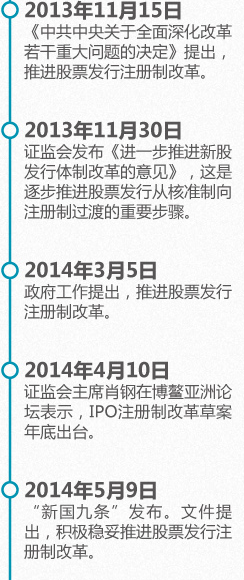 2013年11月15日
《中共中央关于全面深化改革
若干重大问题的决定》提出，
推进股票发行注册制改革。
2013年11月30日
证监会发布《进一步推进新股
发行体制改革的意见》，这是
逐步推进股票发行从核准制向
注册制过渡的重要步骤。
2014年3月5日
政府工作提出，推进股票发行
注册制改革。
2014年4月10日
证监会主席肖钢在博鳌亚洲论
坛表示，IPO注册制改革草案
年底出台。
2014年5月9日
“新国九条”发布。文件提
出，积极稳妥推进股票发行注
册制改革。